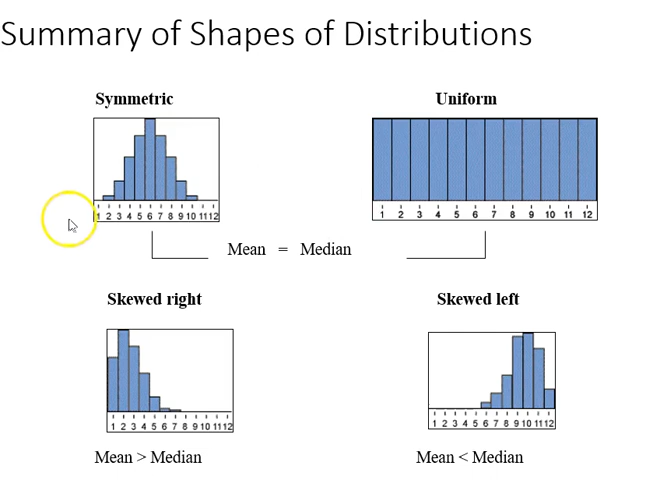 Summary of Shapes of Distributions
Symmetric
Uniform
1 2 3 4 5 6 7 8 9 10 11 12
1 2 3 4 5 6 7 8 9 10 11 12
Mean = Median
Skewed right
Skewed left
1 2 3 4 5 6 7 8 9 10 11 12
1 2 3 4 5 6 7 8 9 10 11 12
Mean > Median
Mean < Median